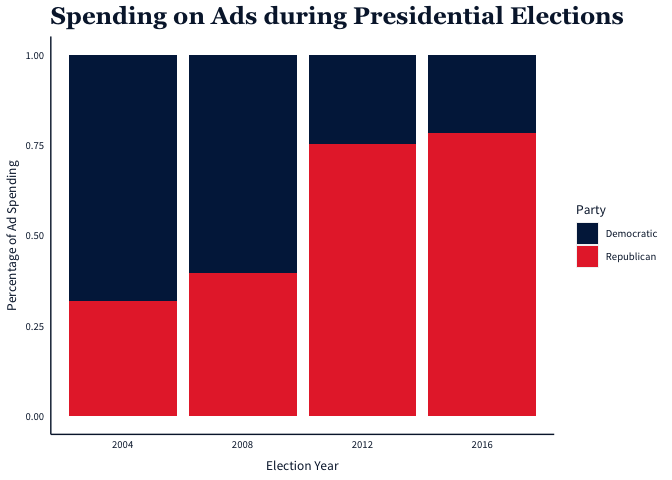 Spending on Ads during Presidential Elections
1.00
0.75
0.50
0.25
0.00
Percentage of Ad Spending
2004 2008 2012 2016
Election Year
Party
Democratic
Republican